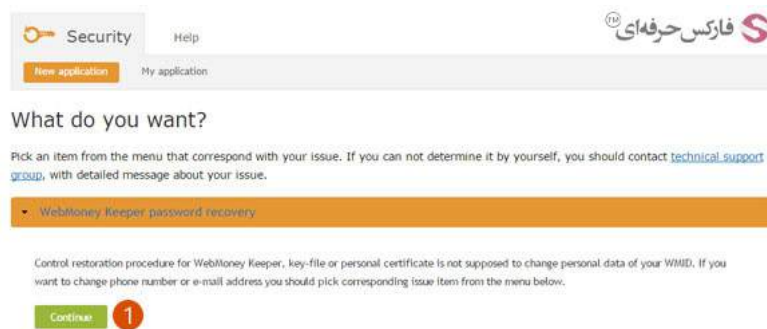 Security
Help
فارکس حرفه‌ای™
New application
My application
What do you want?
Pick an item from the menu that correspond with your issue. If you can not determine it by yourself, you should contact technical support
group, with detailed message about your issue.
WebMoney Keeper password recovery
Control restoration procedure for WebMoney Keeper, key-file or personal certificate is not supposed to change personal data of your WMID. If you
want to change phone number or e-mail address you should pick corresponding issue item from the menu below.
Continue
1